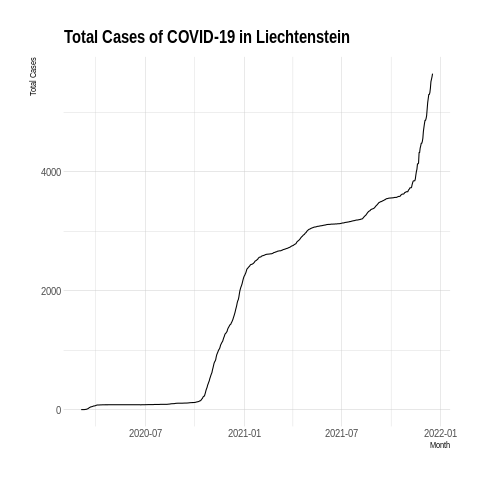 Total Cases of COVID-19 in Liechtenstein
Total Cases
4000
2000
0
2020-07 2021-01 2021-07 2022-01
Month